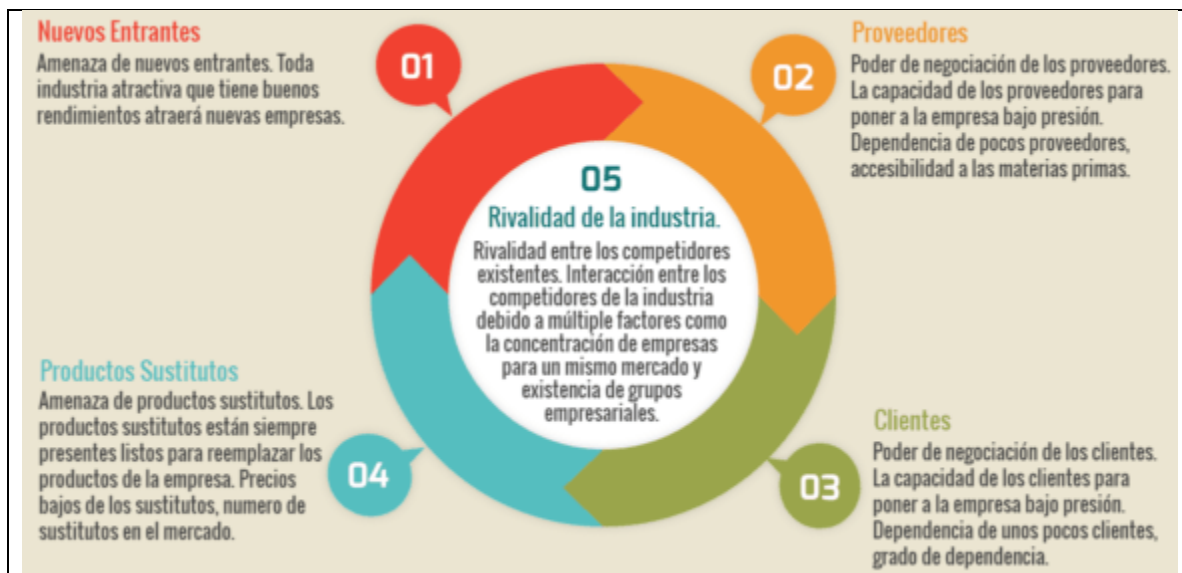 Nuevos Entrantes
Amenaza de nuevos entrantes. Toda
industria atractiva que tiene buenos
rendimientos atraerá nuevas empresas.
01
02
Proveedores
Poder de negociación de los proveedores.
La capacidad de los proveedores para
poner a la empresa bajo presión.
Dependencia de pocos proveedores,
accesibilidad a las materias primas.
05
Rivalidad de la industria.
Rivalidad entre los competidores
existentes. Interacción entre los
competidores de la industria
debido a múltiple factores como
la concentración de empresas
para un mismo mercado y
existencia de grupos
empresariales.
Productos Sustitutos
Amenaza de productos sustitutos. Los
productos sustitutos están siempre
presentes listos para reemplazar los
productos de la empresa. Precios
bajos de los sustitutos, numero de
sustitutos en el mercado.
04
03
Clientes
Poder de negociación de los clientes.
La capacidad de los clientes para
poner a la empresa bajo presión.
Dependencia de unos pocos clientes,
grado de dependencia.